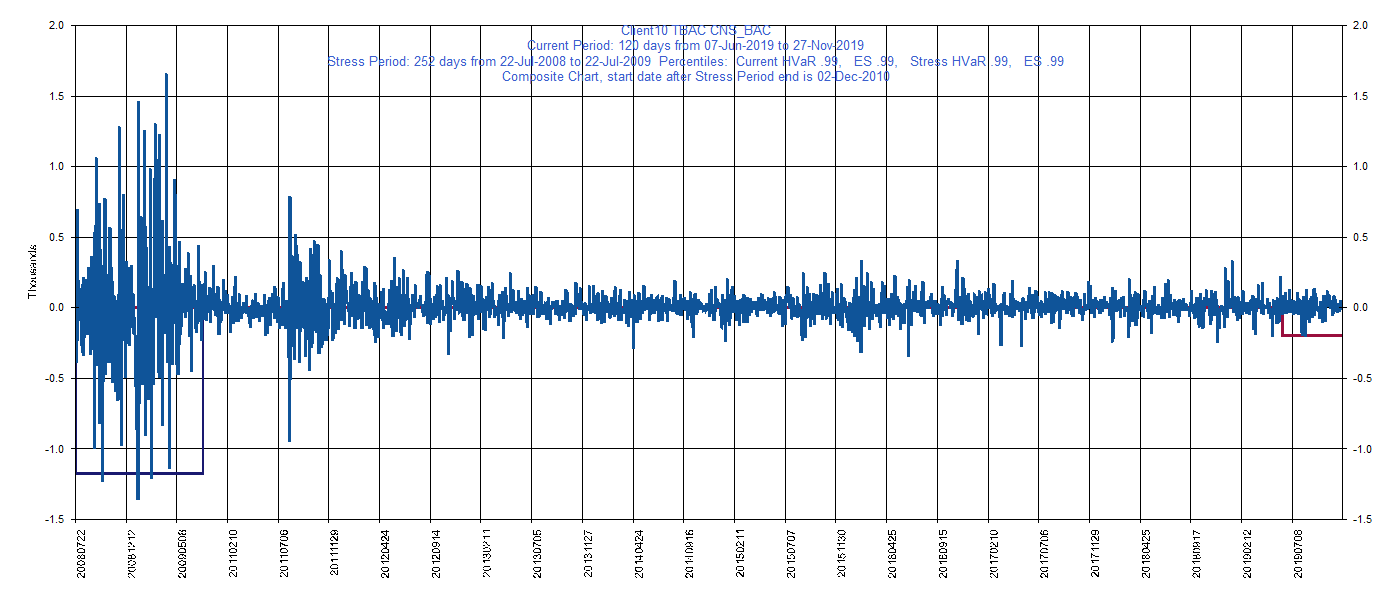 Client10 TBAC CNS_BAC
Current Period: 120 days from 07-Jun-2019 to 27-Nov-2019
Stress Period: 252 days from 22-Jul-2008 to 22-Jul-2009 Percentiles: Current HVaR .99, ES .99, Stress HVaR .99, ES .99
Composite Chart, start date after Stress Period end is 02-Dec-2010
2.0 2.0
1.5 1.5
1.0 1.0
0.5 0.5
Thousands
0.0 0.0
-0.5 -0.5
-1.0 -1.0
-1.5 -1.5
20080722 20081212 20090508 20110210 20110706 20111129 20120424 20120914 20130211 20130705 20131127 20140424 20140916 20150211 20150707 20151130 20160425 20160915 20170210 20170706 20171129 20180425 20180917 20190212 20190708